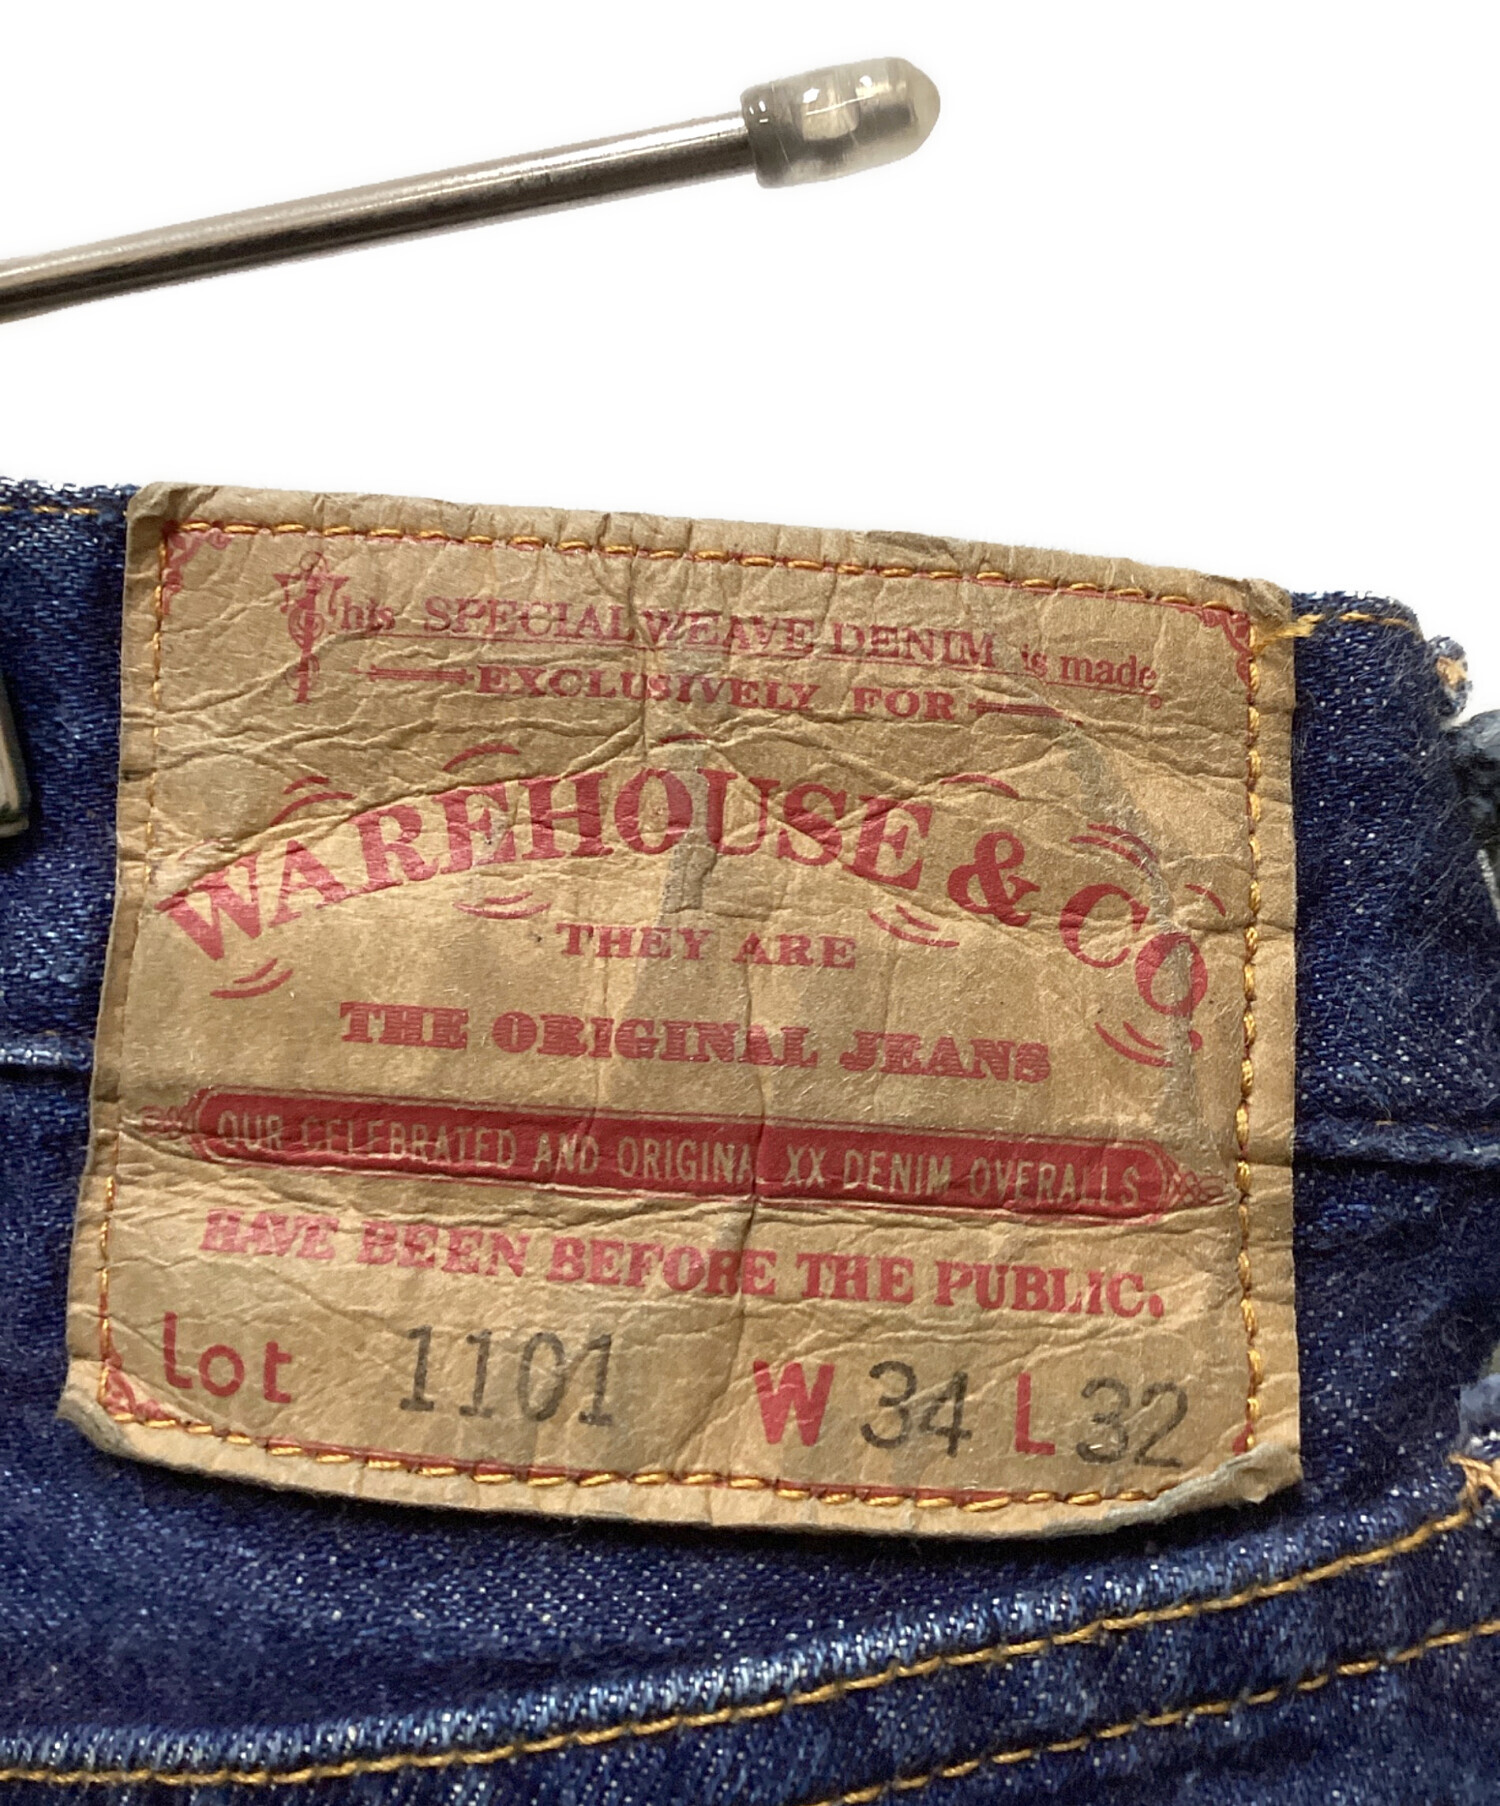 This SPECIAL WEAVE DENIM is made
EXCLUSIVELY FOR
WAREHOUSE & CO.
THEY ARE
THE ORIGINAL JEANS
OUR CELEBRATED AND ORIGINAL XX DENIM OVERALLS
HAVE BEEN BEFORE THE PUBLIC.
Lot 1101 W 34 L 32